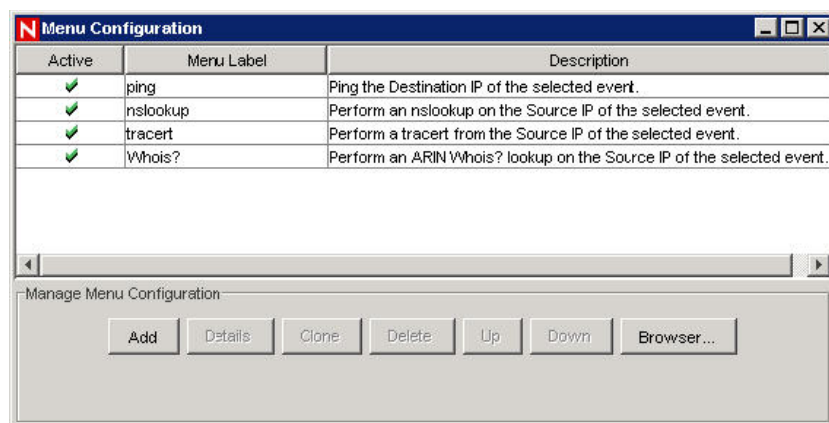 N Menu Configuration
Active Menu Label Description
ping Ping the Destination IP of the selected event.
nslookup Perform an nslookup on the Source IP of the selected event.
tracert Perform a tracert from the Source IP of the selected event.
Whois? Perform an ARIN Whois? lookup on the Source IP of the selected event.
Manage Menu Configuration
Add Details Clone Delete Up Down Browser...